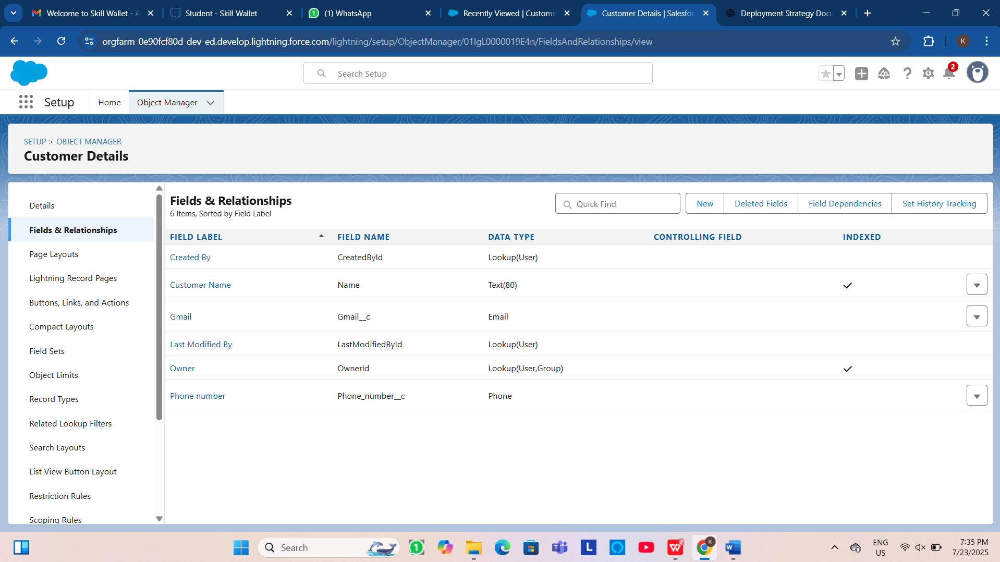 Welcome to Skill Wallet - A
Student - Skill Wallet
(1) WhatsApp
Recently Viewed | Custome
Customer Details | Salesfor
Deployment Strategy Docu
orgfarm-0e90fcf80d-dev-ed.develop.lightning.force.com/lightning/setup/ObjectManager/01IgL0000019E4n/FieldsAndRelationships/view
K
Search Setup
2
Setup
Home
Object Manager
SETUP > OBJECT MANAGER
Customer Details
Details
Fields & Relationships
Page Layouts
Lightning Record Pages
Buttons, Links, and Actions
Compact Layouts
Field Sets
Object Limits
Record Types
Related Lookup Filters
Search Layouts
List View Button Layout
Restriction Rules
Scoping Rules
Fields & Relationships
6 Items, Sorted by Field Label
Quick Find
New
Deleted Fields
Field Dependencies
Set History Tracking
FIELD LABEL FIELD NAME DATA TYPE CONTROLLING FIELD INDEXED
Created By CreatedById Lookup(User)
Customer Name Name Text(80)
Gmail Gmail__c Email
Last Modified By LastModifiedById Lookup(User)
Owner OwnerId Lookup(User,Group)
Phone number Phone_number__c Phone
Search
1
L
W
K
W
ENG
US
7:35 PM
7/23/2025